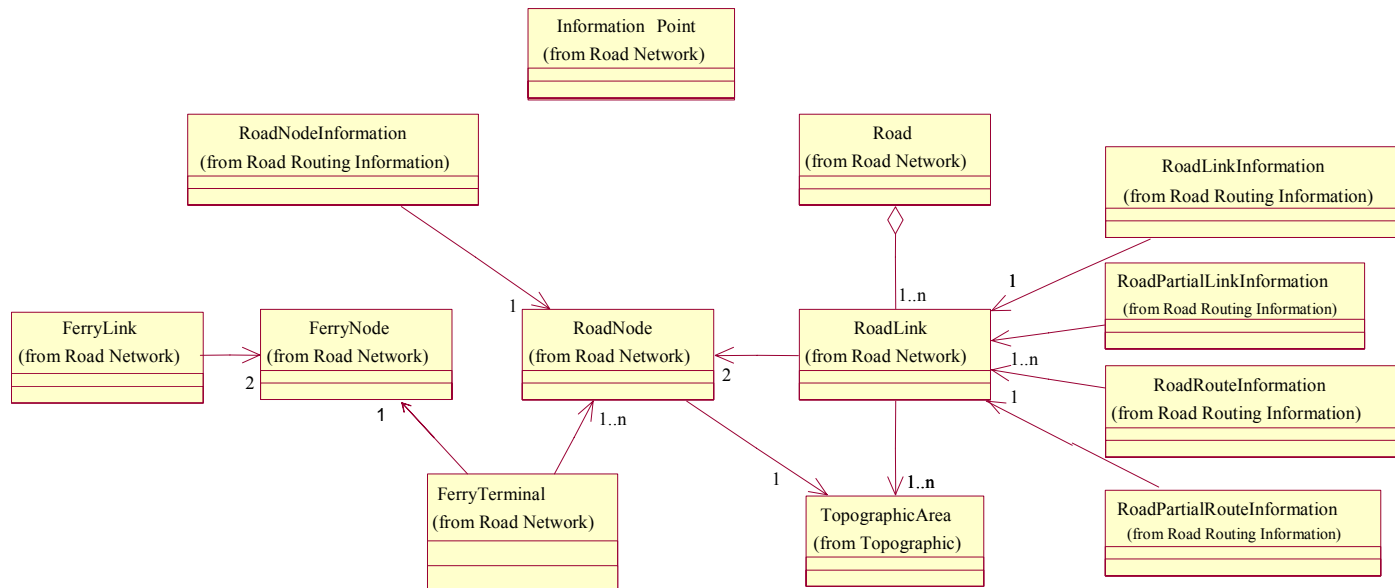 Information Point
(from Road Network)
RoadNodeInformation
(from Road Routing Information)
Road
(from Road Network)
RoadLinkInformation
(from Road Routing Information)
1
1..n
1
RoadPartialLinkInformation
(from Road Routing Information)
FerryLink
(from Road Network)
2
FerryNode
(from Road Network)
RoadNode
(from Road Network)
2
RoadLink
(from Road Network)
1..n
RoadRouteInformation
(from Road Routing Information)
1
1
1..n
FerryTerminal
(from Road Network)
1
1..n
TopographicArea
(from Topographic)
RoadPartialRouteInformation
(from Road Routing Information)